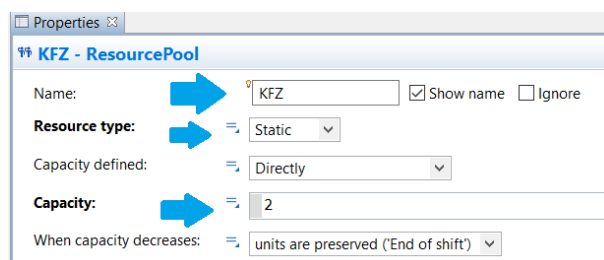 Properties
KFZ - ResourcePool
Name: KFZ Show name Ignore
Resource type: Static
Capacity defined: Directly
Capacity: 2
When capacity decreases: units are preserved ('End of shift')